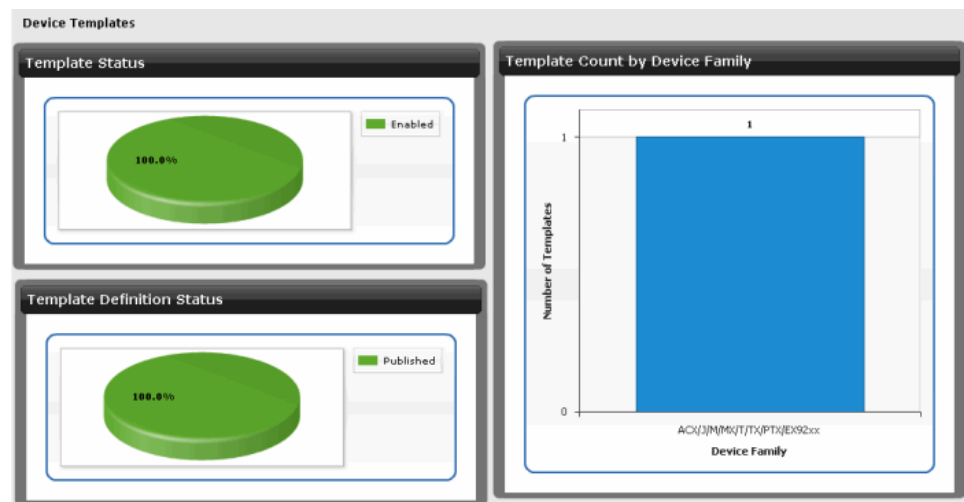 Device Templates
Template Status
100.0%
Enabled
Template Definition Status
100.0%
Published
Template Count by Device Family
1
1
Number of Templates
0
ACX/J/M/MX/T/TX/PTX/EX92xx
Device Family